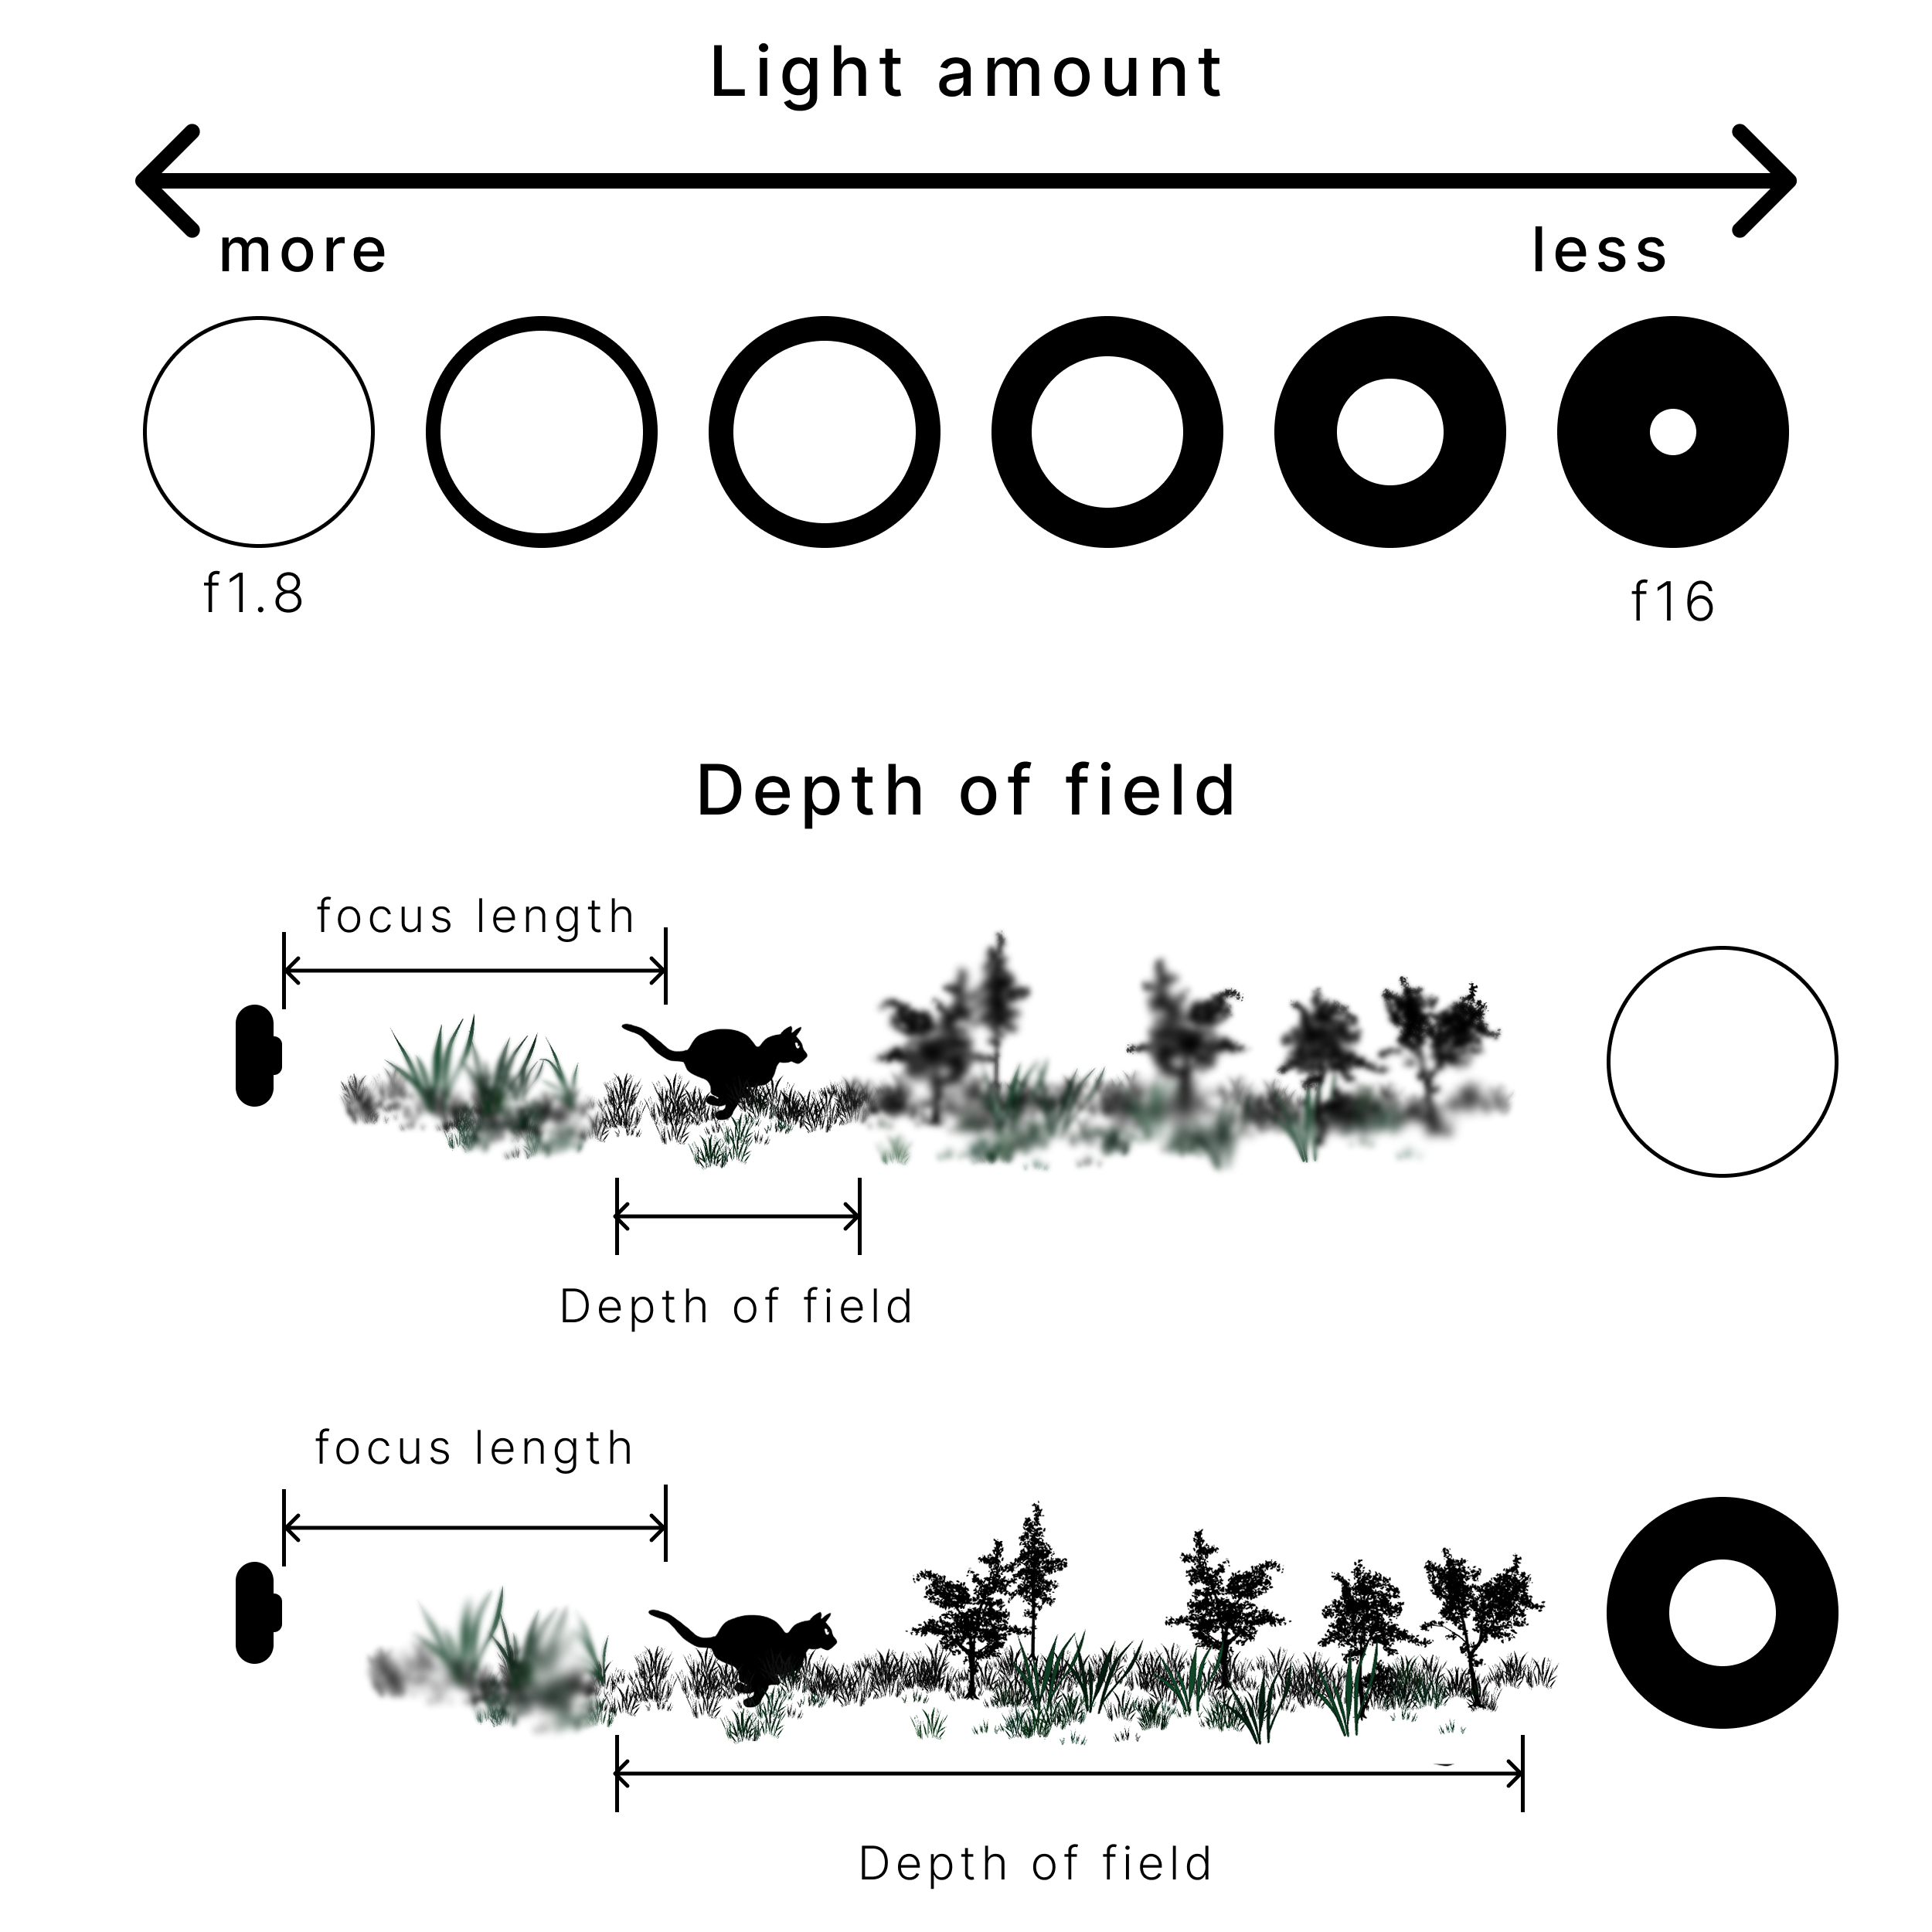 Light amount
more
less
f1.8
f16
Depth of field
focus length
Depth of field
focus length
Depth of field